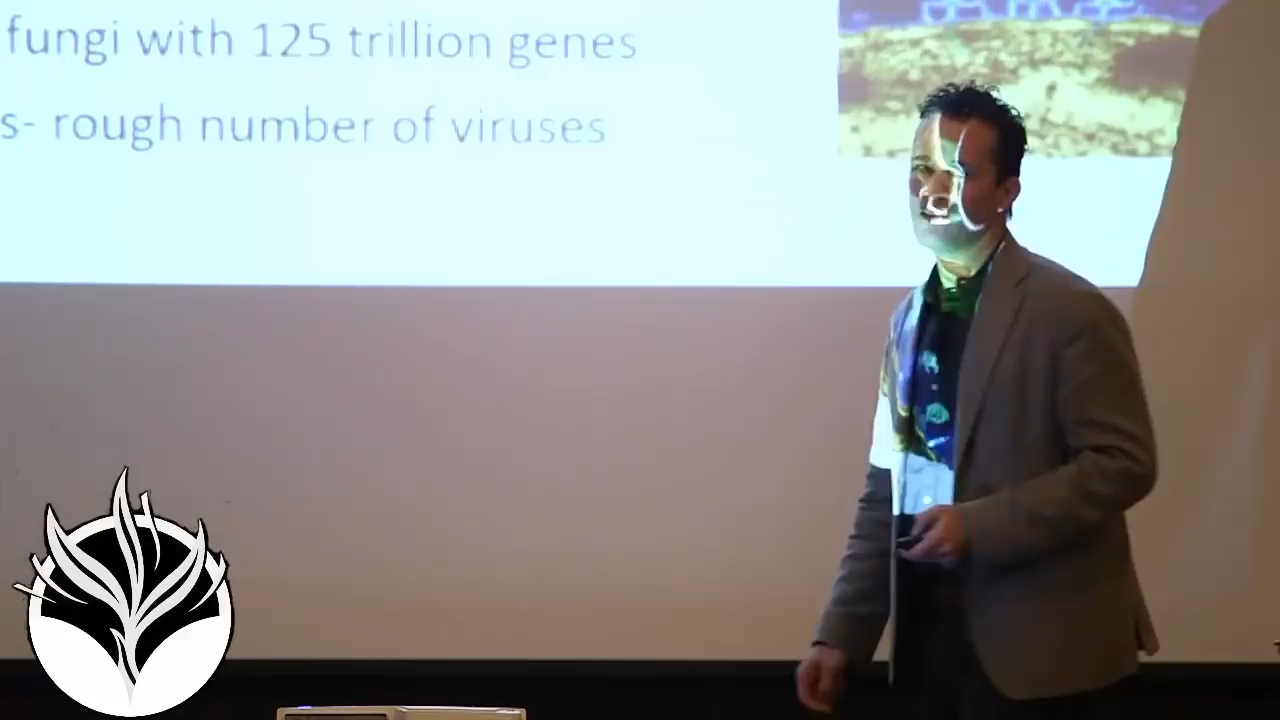 fungi with 125 trillion genes
s- rough number of viruses